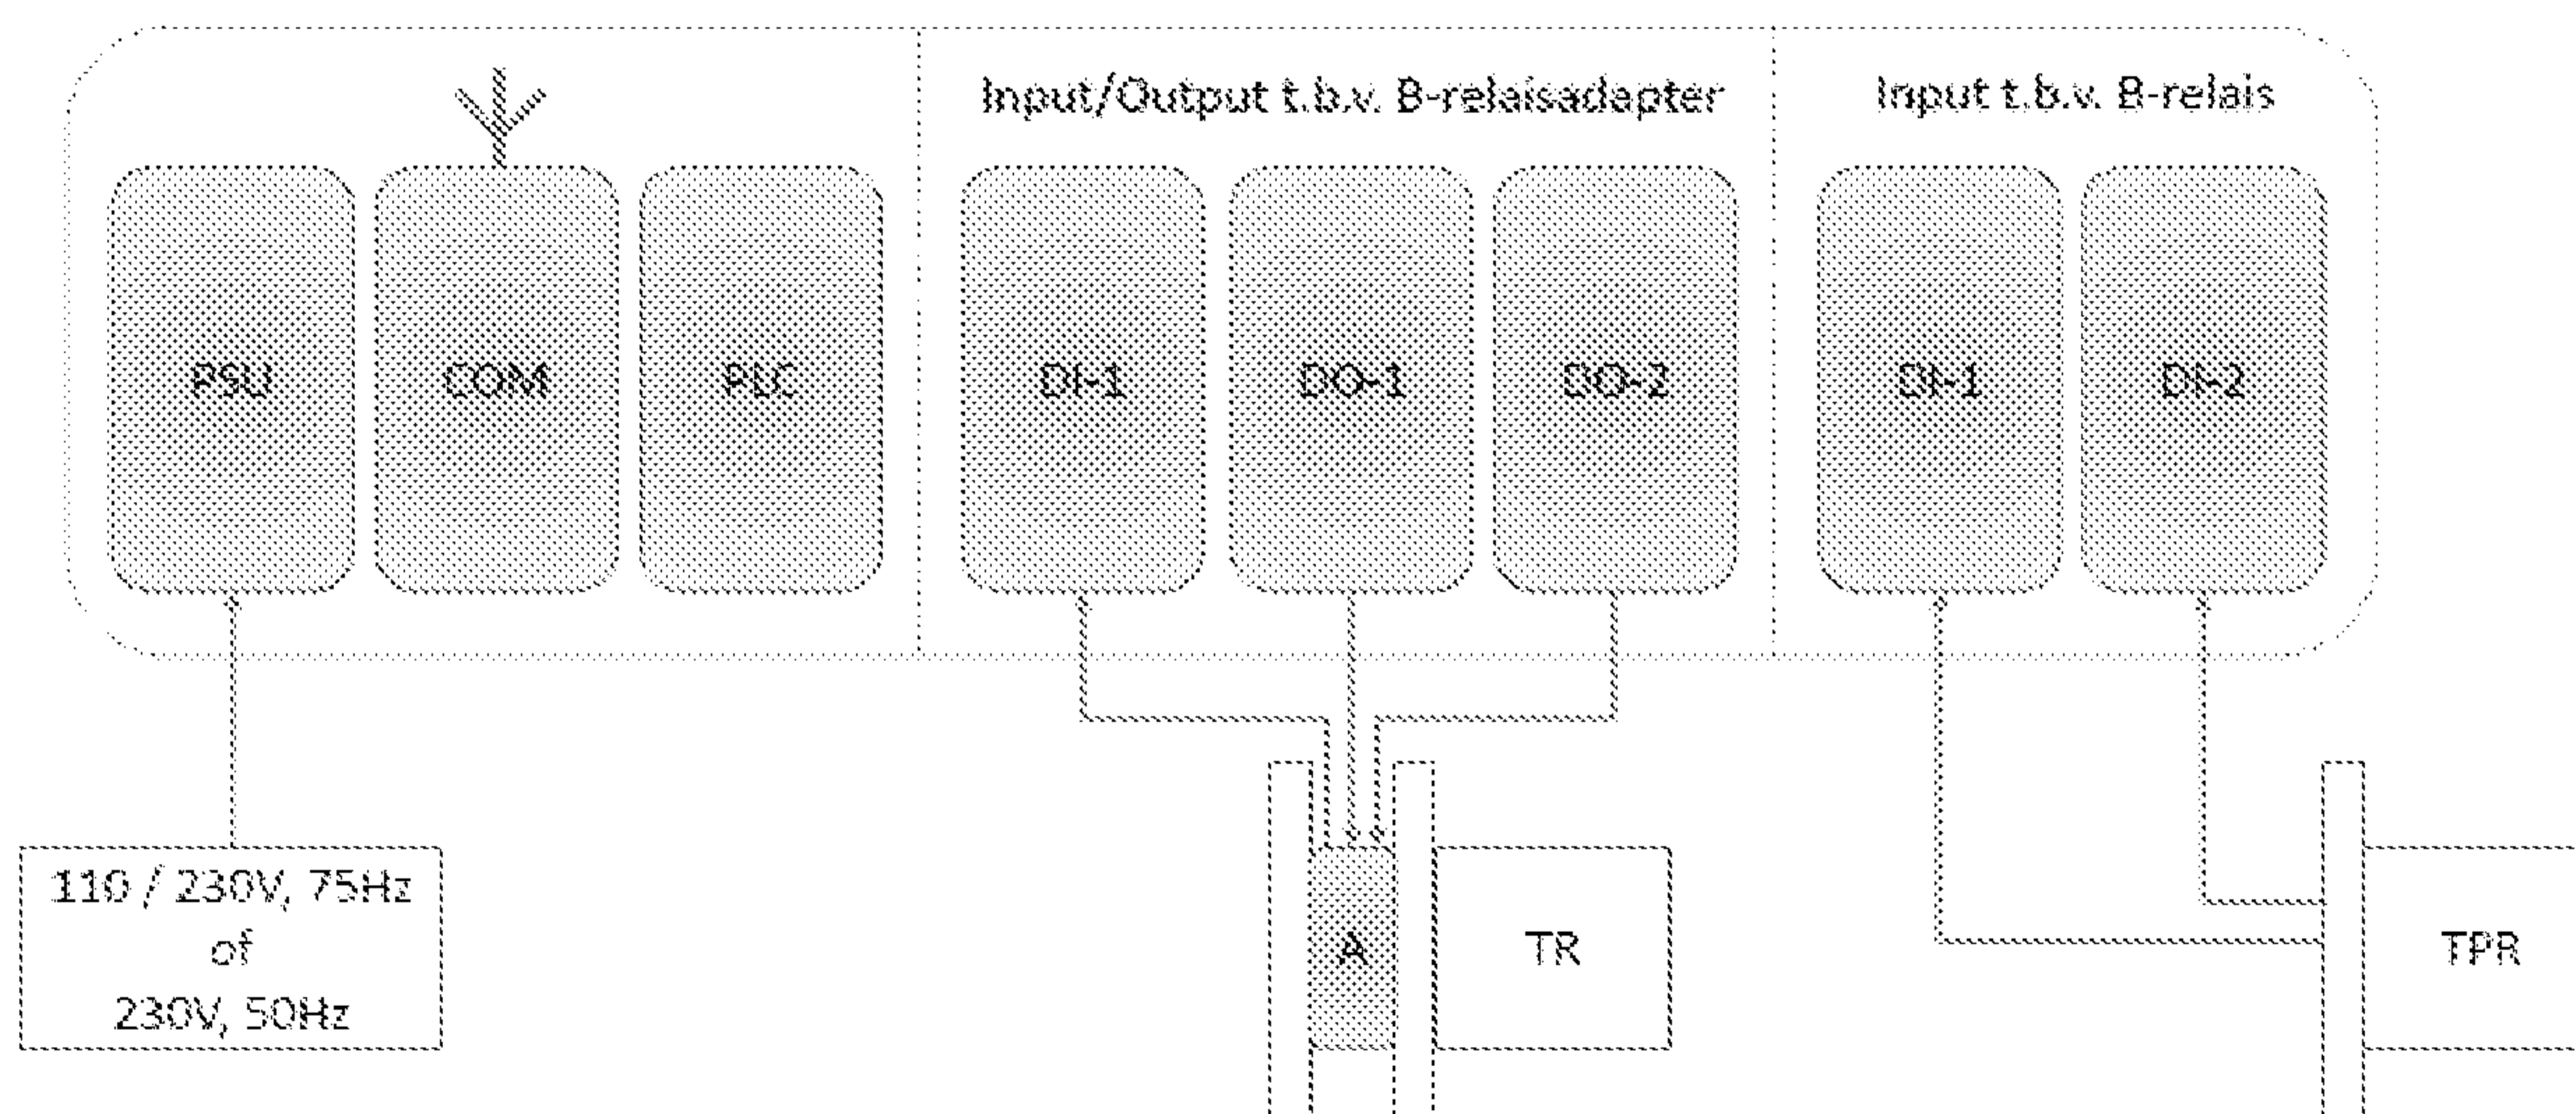 Input/Output t.b.v. B-relaisadapter
Input t.b.v. B-relais
PSU
COM
PLC
DI-1
DO-1
DO-2
DI-1
DI-2
110 / 230V, 75Hz
of
230V, 50Hz
A
TR
TPR